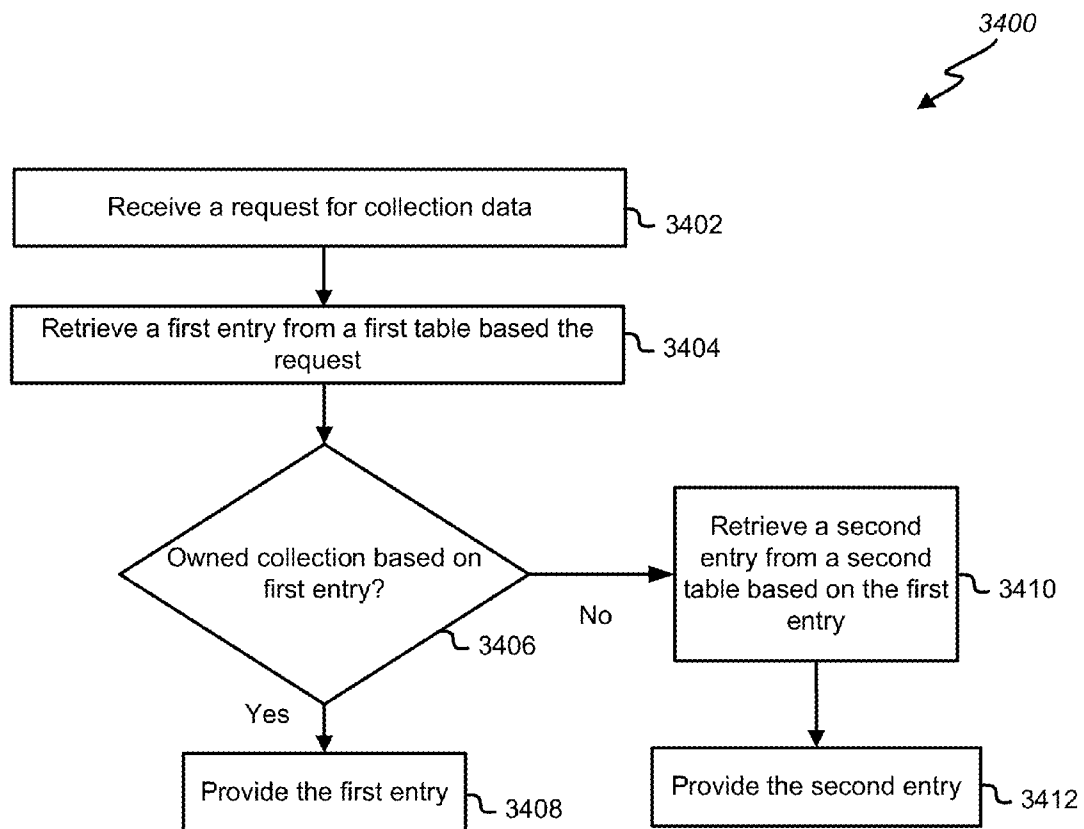 3400
Receive a request for collection data
3402
Retrieve a first entry from a first table based the
request
3404
Owned collection based on
first entry?
3406
No
Yes
Retrieve a second
entry from a second
table based on the first
entry
3410
Provide the first entry
3408
Provide the second entry
3412